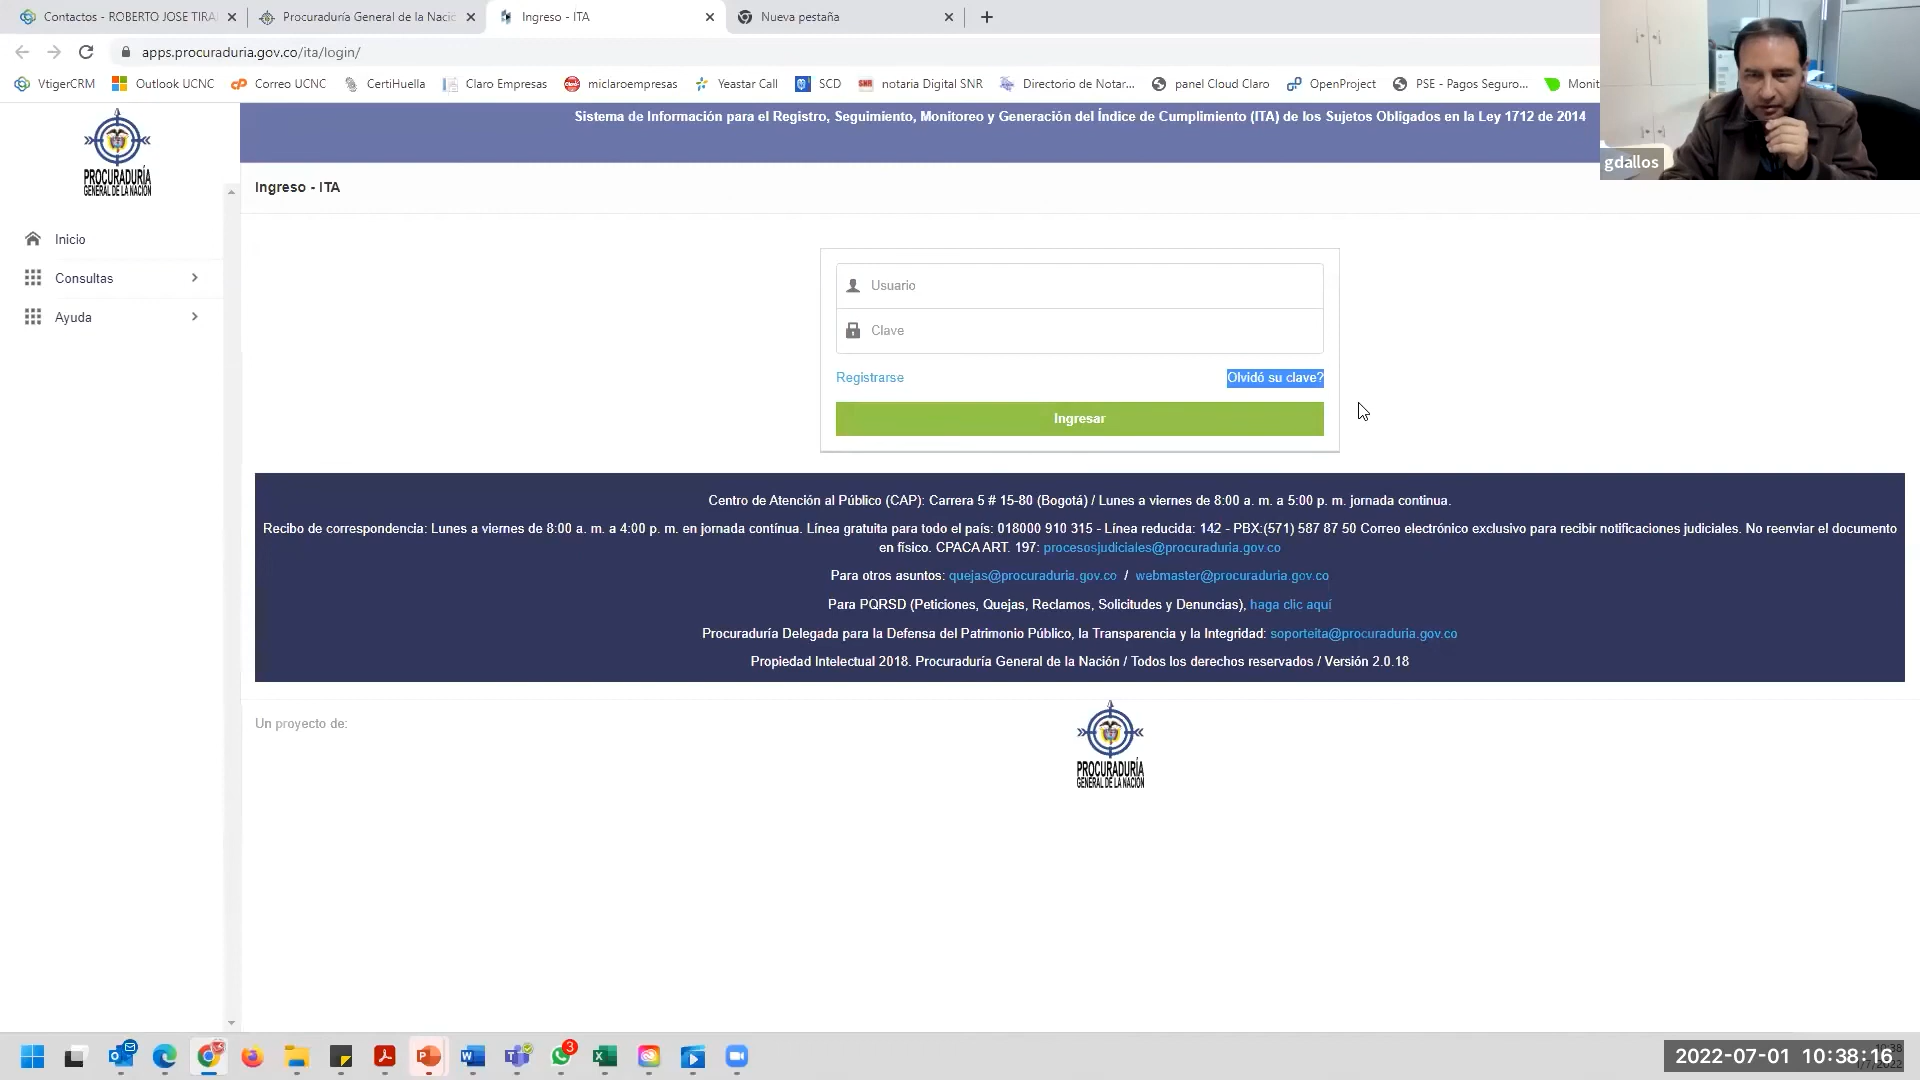 Contactos - ROBERTO JOSE TIRA
Procuraduría General de la Nacio
Ingreso - ITA
Nueva pestaña
apps.procuraduria.gov.co/ita/login/
VtigerCRM
Outlook UCNC
Correo UCNC
CertiHuella
Claro Empresas
miclaroempresas
Yeastar Call
SCD
notaria Digital SNR
Directorio de Notar...
panel Cloud Claro
OpenProject
PSE - Pagos Seguro...
Monit
gdallos
PROCURADURÍA
GENERAL DE LA NACIÓN
Sistema de Información para el Registro, Seguimiento, Monitoreo y Generación del Índice de Cumplimiento (ITA) de los Sujetos Obligados en la Ley 1712 de 2014
Ingreso - ITA
Inicio
Consultas
Ayuda
Usuario
Clave
Registrarse
Olvidó su clave?
Ingresar
Centro de Atención al Público (CAP): Carrera 5 # 15-80 (Bogotá) / Lunes a viernes de 8:00 a. m. a 5:00 p. m. jornada continua.
Recibo de correspondencia: Lunes a viernes de 8:00 a. m. a 4:00 p. m. en jornada contínua. Línea gratuita para todo el país: 018000 910 315 - Línea reducida: 142 - PBX:(571) 587 87 50 Correo electrónico exclusivo para recibir notificaciones judiciales. No reenviar el documento
en físico. CPACA ART. 197: procesosjudiciales@procuraduria.gov.co
Para otros asuntos: quejas@procuraduria.gov.co / webmaster@procuraduria.gov.co
Para PQRSD (Peticiones, Quejas, Reclamos, Solicitudes y Denuncias), haga clic aquí
Procuraduría Delegada para la Defensa del Patrimonio Público, la Transparencia y la Integridad: soporteita@procuraduria.gov.co
Propiedad Intelectual 2018. Procuraduría General de la Nación / Todos los derechos reservados / Versión 2.0.18
Un proyecto de:
PROCURADURÍA
GENERAL DE LA NACIÓN
3
2022-07-01 10:38:16